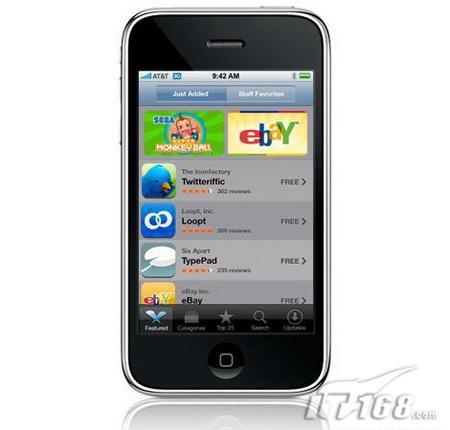 AT&T 3G 9:42 AM
Just Added Staff Favorites
SEGA
MONKEY BALL
ebaY
The Iconfactory
Twitteriffic FREE >
302 reviews
Loopt, Inc.
Loopt FREE >
500 reviews
Six Apart
TypePad FREE >
235 reviews
eBay Inc.
ebY eBay
Featured Categories Top 25 Search Updates
IT168.com